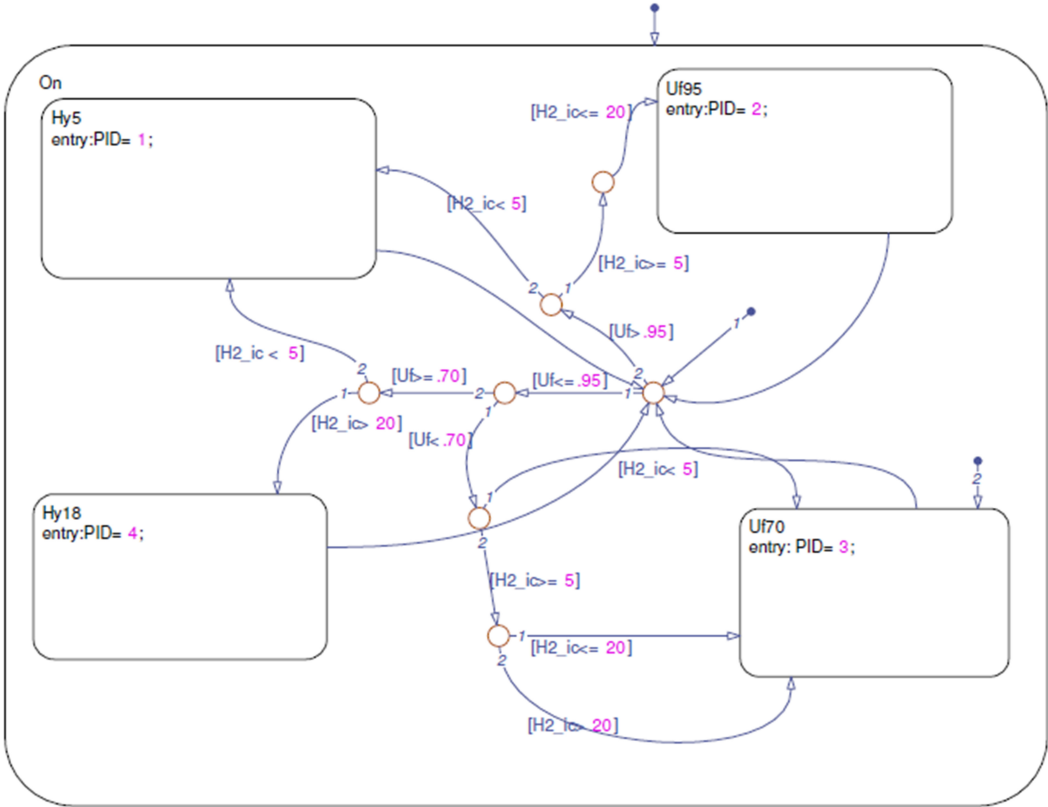 On
Hy5
entry:PID= 1;
Uf95
entry:PID= 2;
[H2_ic<= 20]
[H2_ic< 5]
[H2_ic>= 5]
2
1
[Uf>.95]
1
2
[H2_ic < 5]
2
[Uf>=.70]
[Uf<=.95]
1
2
1
[H2_ic> 20]
1
[Uf<.70]
[H2_ic< 5]
1
2
Hy18
entry:PID= 4;
2
Uf70
entry: PID= 3;
[H2_ic>= 5]
1
[H2_ic<= 20]
2
[H2_ic> 20]